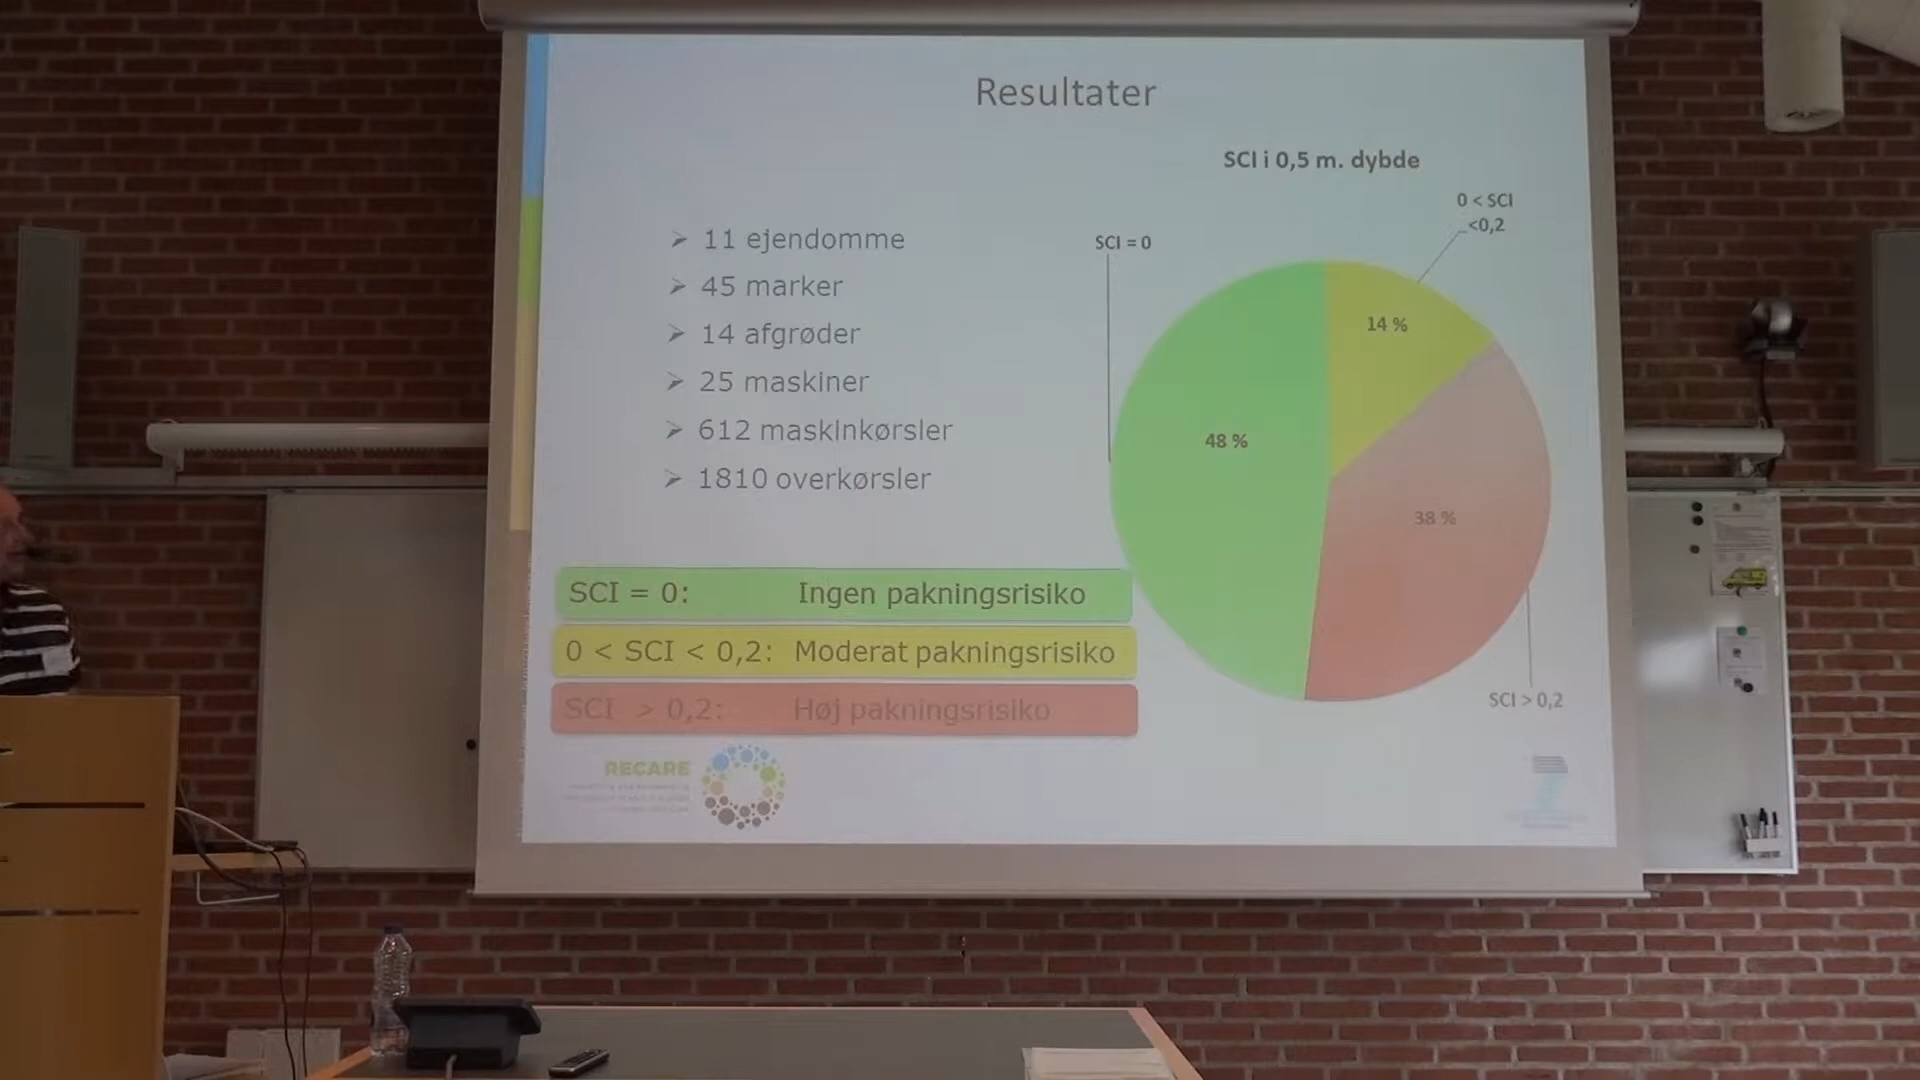 Resultater
SCI i 0,5 m. dybde
0 < SCI
<0,2
SCI = 0
11 ejendomme
45 marker
14 afgrøder
25 maskiner
612 maskinkørsler
1810 overkørsler
14 %
48 %
38 %
SCI > 0,2
SCI = 0: Ingen pakningsrisiko
0 < SCI < 0,2: Moderat pakningsrisiko
SCI > 0,2: Høj pakningsrisiko
RECARE